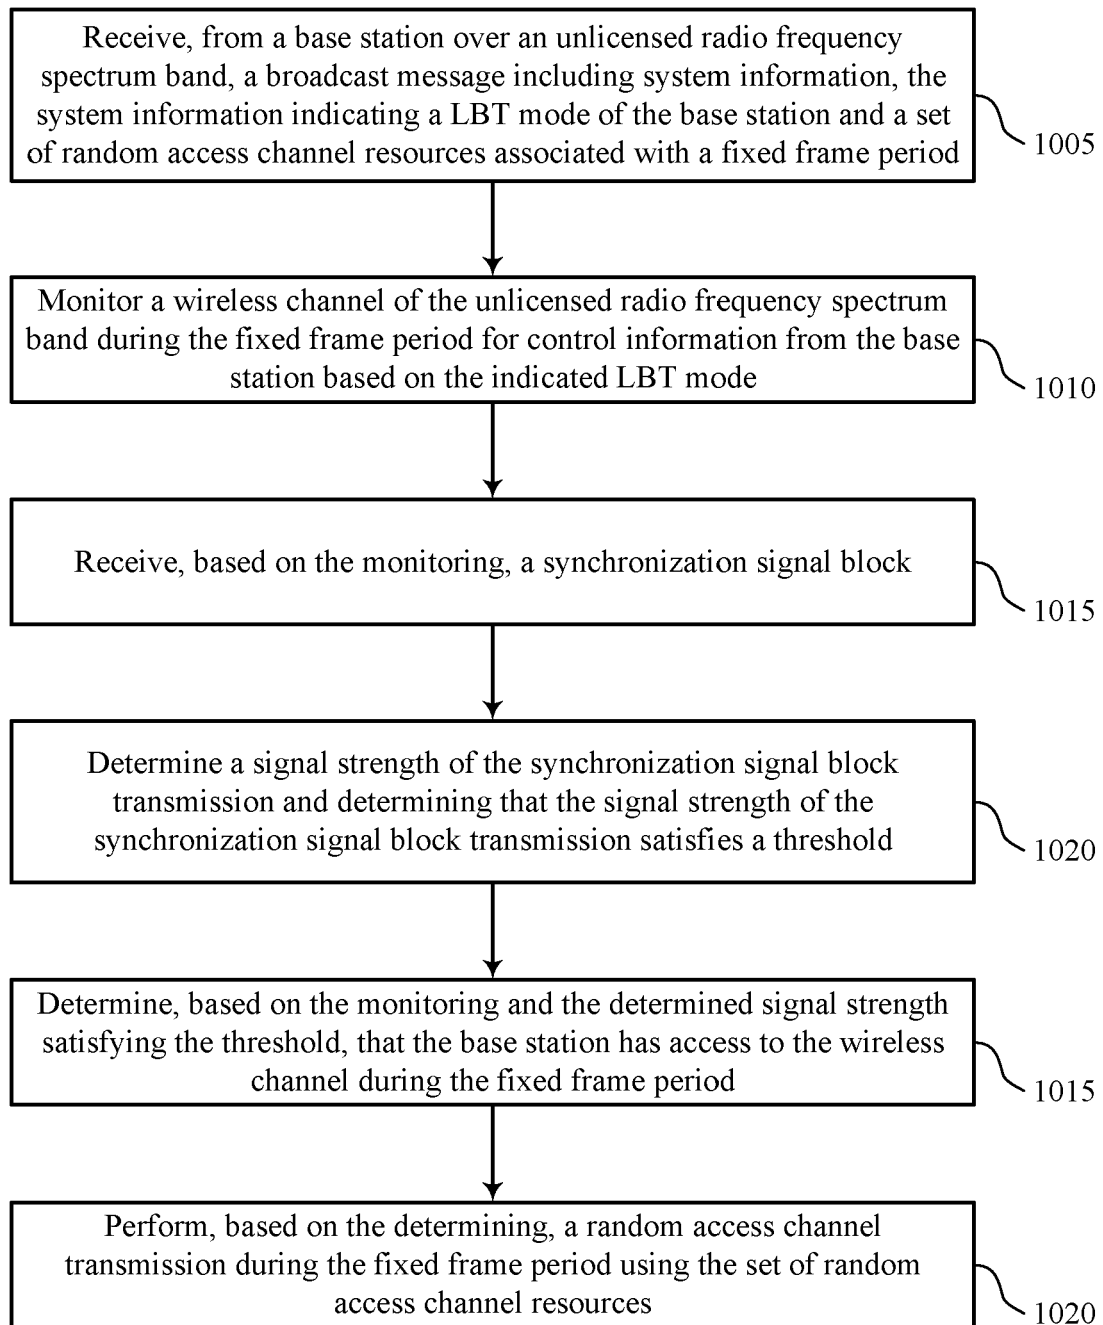 Receive, from a base station over an unlicensed radio frequency
spectrum band, a broadcast message including system information, the
system information indicating a LBT mode of the base station and a set
of random access channel resources associated with a fixed frame period
1005
Monitor a wireless channel of the unlicensed radio frequency spectrum
band during the fixed frame period for control information from the base
station based on the indicated LBT mode
1010
Receive, based on the monitoring, a synchronization signal block
1015
Determine a signal strength of the synchronization signal block
transmission and determining that the signal strength of the
synchronization signal block transmission satisfies a threshold
1020
Determine, based on the monitoring and the determined signal strength
satisfying the threshold, that the base station has access to the wireless
channel during the fixed frame period
1015
Perform, based on the determining, a random access channel
transmission during the fixed frame period using the set of random
access channel resources
1020